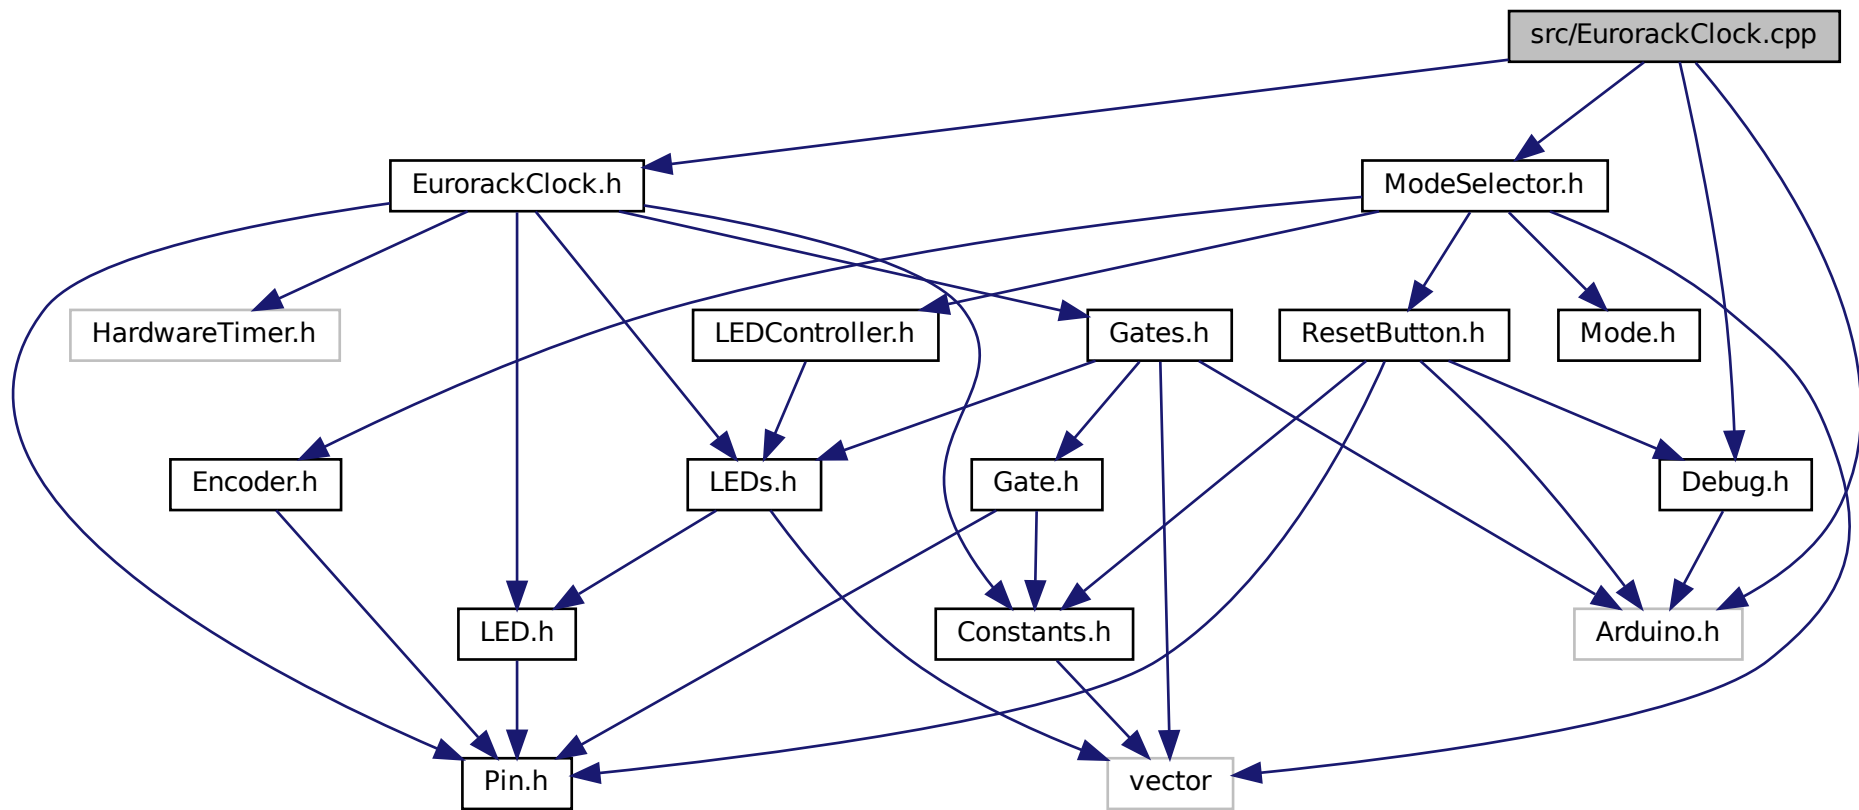 src/EurorackClock.cpp
EurorackClock.h
ModeSelector.h
HardwareTimer.h
LEDController.h
Gates.h
ResetButton.h
Mode.h
Encoder.h
LEDs.h
Gate.h
Debug.h
LED.h
Constants.h
Arduino.h
Pin.h
vector